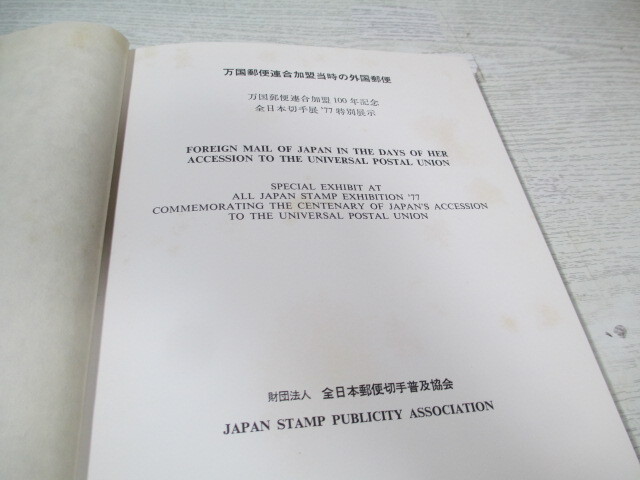 万国郵便連合加盟当時の外国郵便
万国郵便連合加盟100年記念
全日本切手展'77特別展示
FOREIGN MAIL OF JAPAN IN THE DAYS OF HER
ACCESSION TO THE UNIVERSAL POSTAL UNION
SPECIAL EXHIBIT AT
ALL JAPAN STAMP EXHIBITION '77
COMMEMORATING THE CENTENARY OF JAPAN'S ACCESSION
TO THE UNIVERSAL POSTAL UNION
財団法人 全日本郵便切手普及協会
JAPAN STAMP PUBLICITY ASSOCIATION